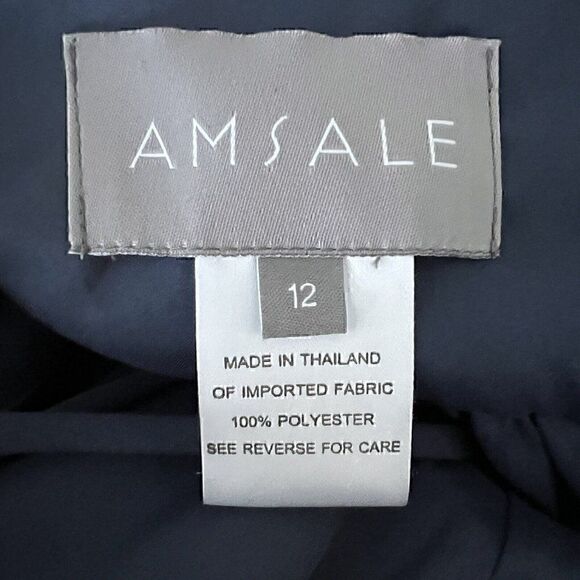 AMSALE
12
MADE IN THAILAND
OF IMPORTED FABRIC
100% POLYESTER
SEE REVERSE FOR CARE